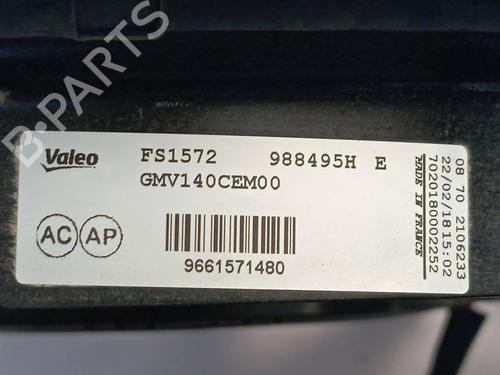 B-PARTS
Valeo
FS1572 988495H E
GMV140CEM00
AC AP
9661571480
08 70 2106233
22/02/18 15:02
7020180002252
MADE IN FRANCE